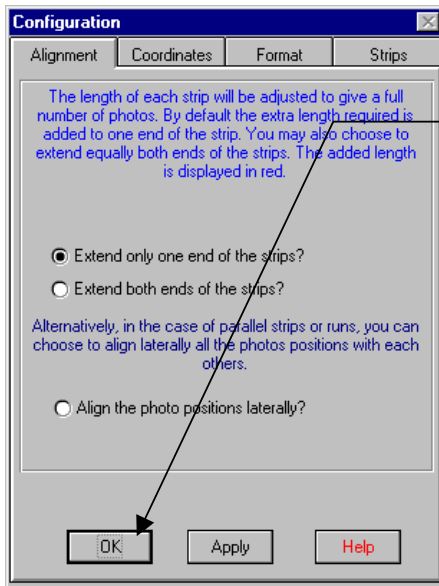 Configuration
Alignment Coordinates Format Strips
The length of each strip will be adjusted to give a full
number of photos. By default the extra length required is
added to one end of the strip. You may also choose to
extend equally both ends of the strips. The added length
is displayed in red.
Extend only one end of the strips?
Extend both ends of the strips?
Alternatively, in the case of parallel strips or runs, you can
choose to align laterally all the photos positions with each
others.
Align the photo positions laterally?
OK Apply Help